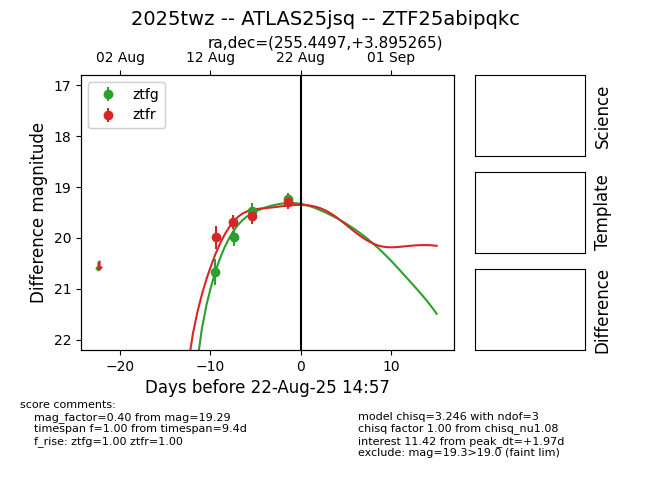 2025twz -- ATLAS25jsq -- ZTF25abipqkc
ra,dec=(255.4497,+3.895265)
02 Aug 12 Aug 22 Aug 01 Sep
ztfg
ztfr
17
18
19
20
21
22
Difference magnitude
−20 −10 0 10
Days before 22-Aug-25 14:57
Science
Template
Difference
score comments:
mag_factor=0.40 from mag=19.29
timespan f=1.00 from timespan=9.4d
f_rise: ztfg=1.00 ztfr=1.00
model chisq=3.246 with ndof=3
chisq factor 1.00 from chisq_nu1.08
interest 11.42 from peak_dt=+1.97d
exclude: mag=19.3>19.0 (faint lim)